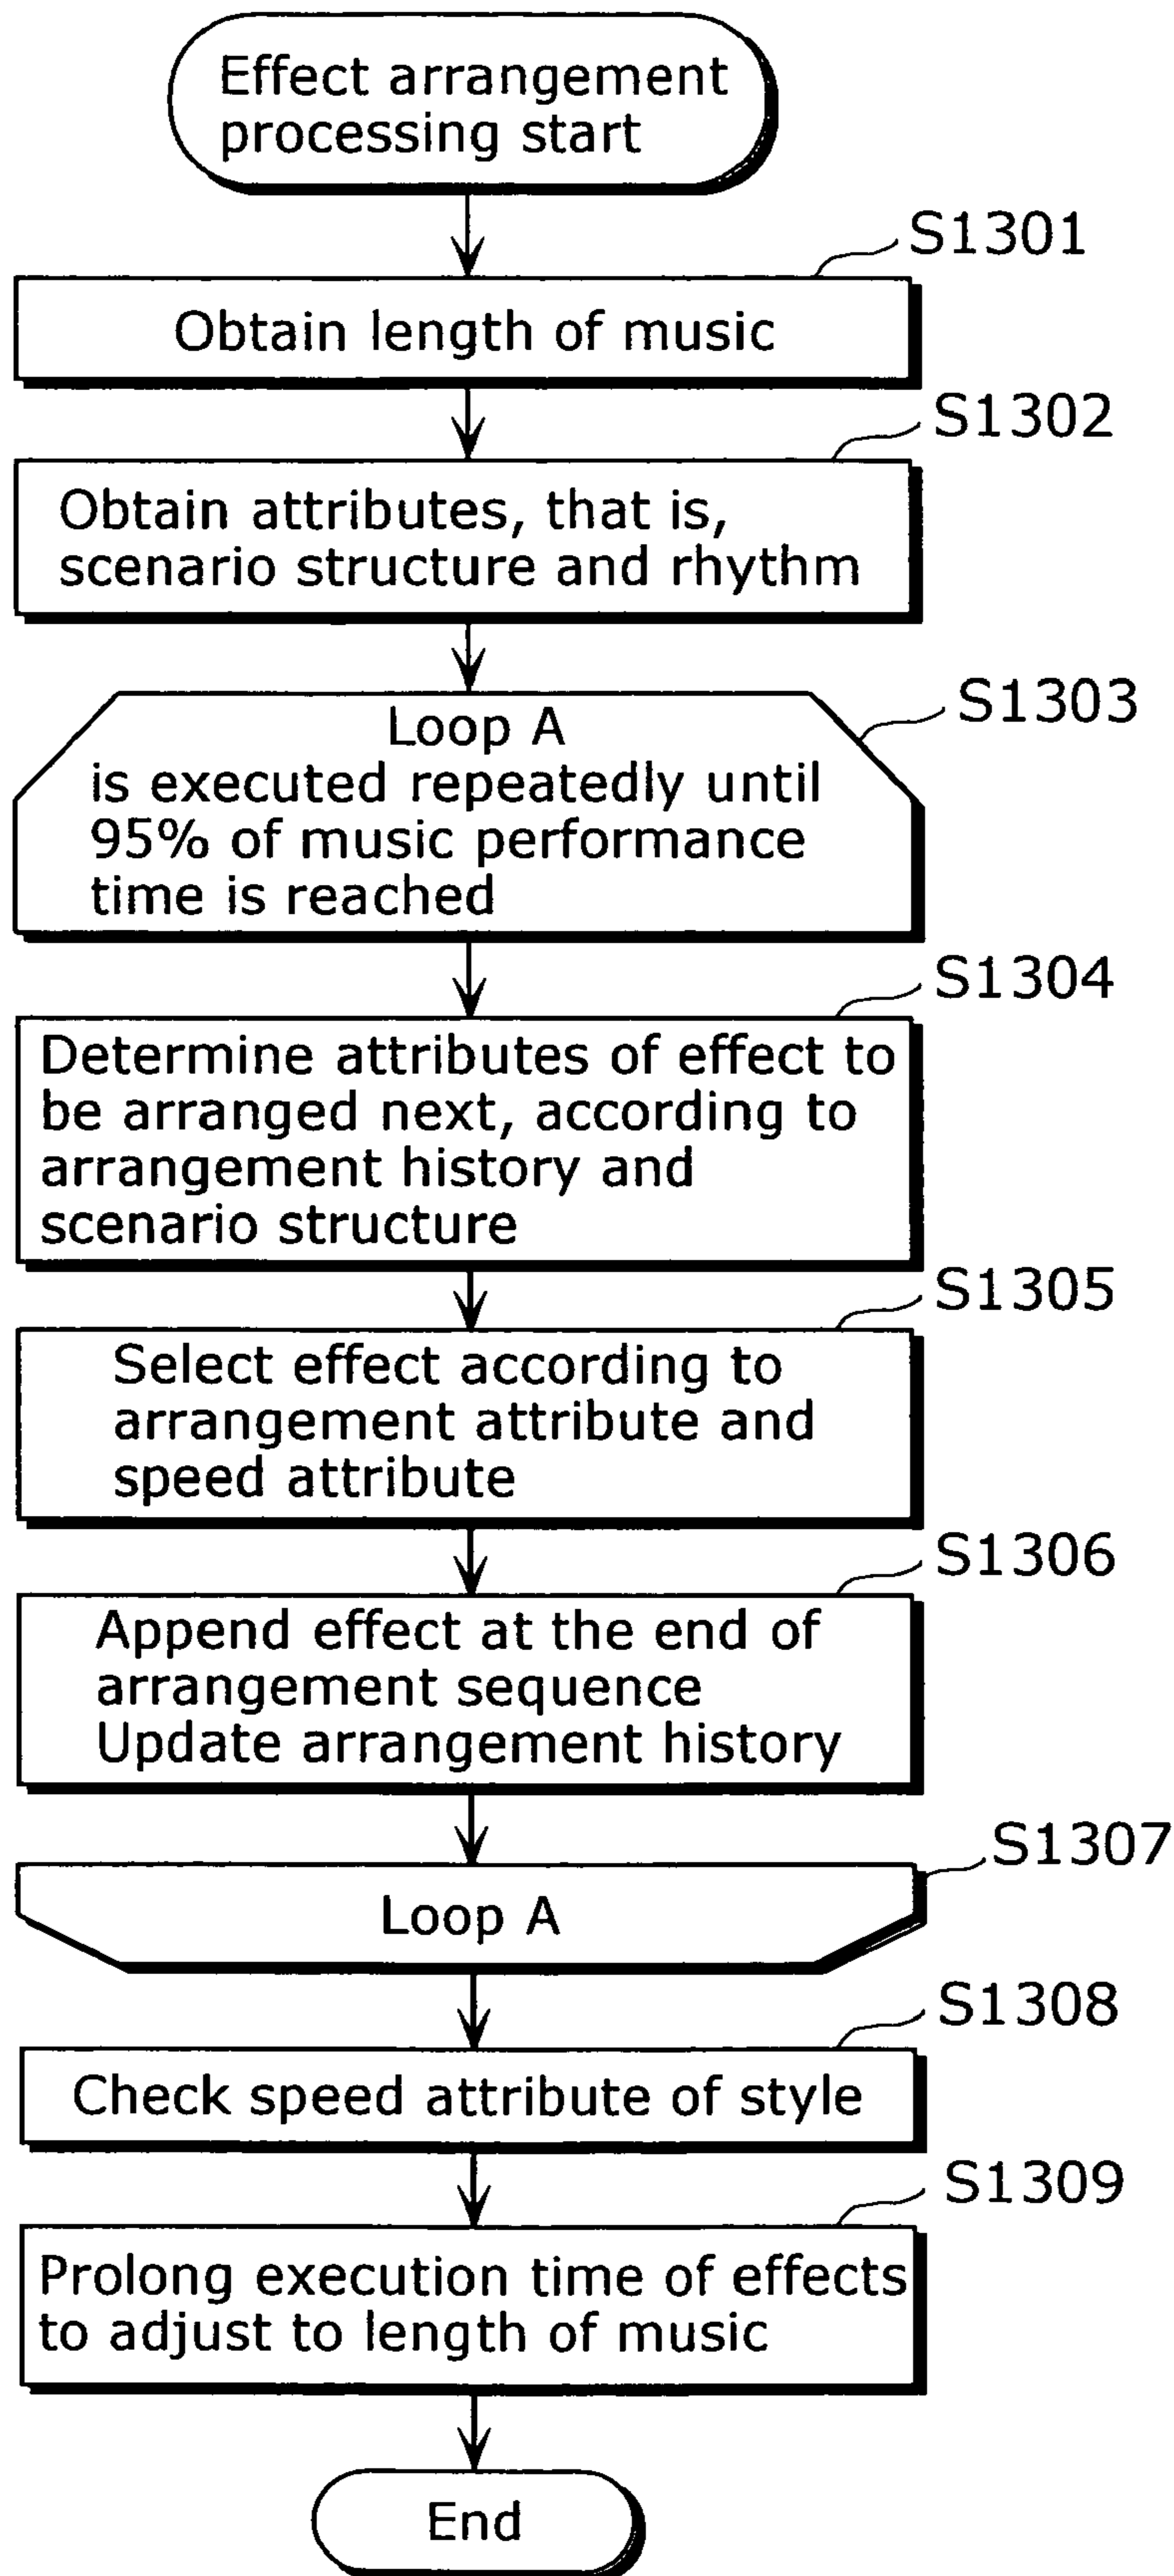 Effect arrangement
processing start
S1301
Obtain length of music
S1302
Obtain attributes, that is,
scenario structure and rhythm
S1303
Loop A
is executed repeatedly until
95% of music performance
time is reached
S1304
Determine attributes of effect to
be arranged next, according to
arrangement history and
scenario structure
S1305
Select effect according to
arrangement attribute and
speed attribute
S1306
Append effect at the end of
arrangement sequence
Update arrangement history
S1307
Loop A
S1308
Check speed attribute of style
S1309
Prolong execution time of effects
to adjust to length of music
End